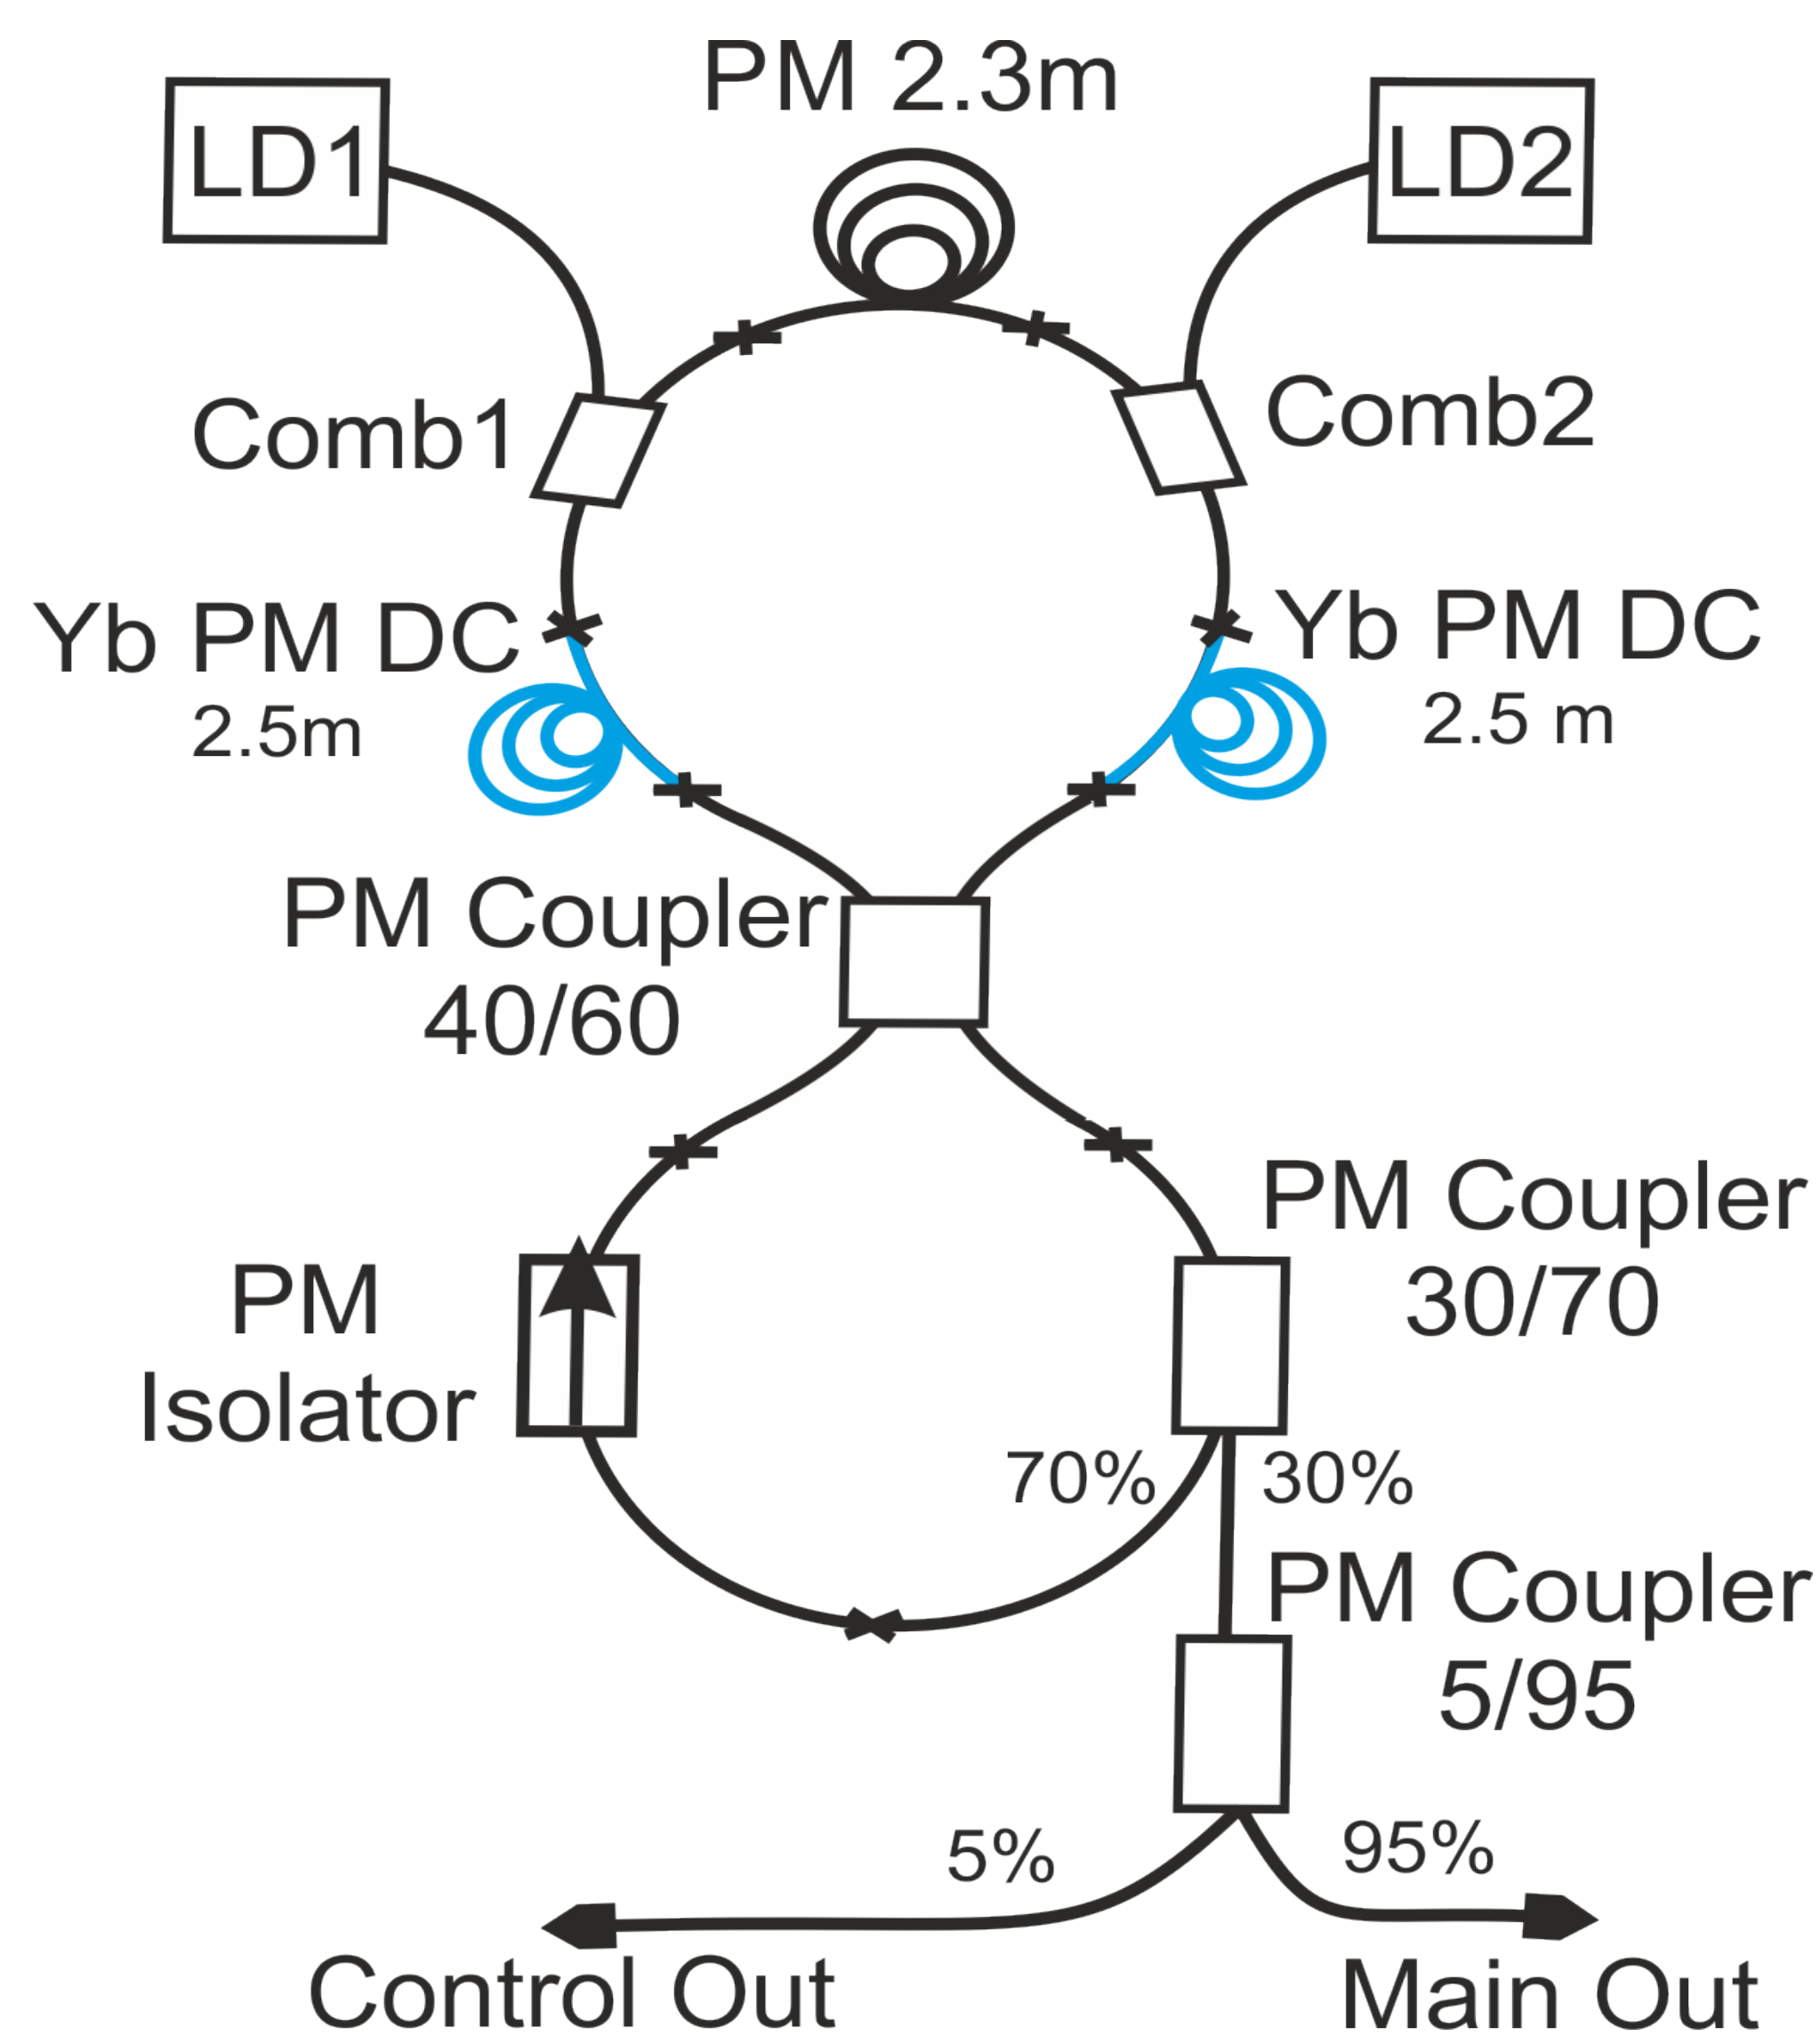 PM 2.3m
LD1
LD2
Comb1
Comb2
Yb PM DC
2.5m
Yb PM DC
2.5 m
PM Coupler
40/60
PM Coupler
30/70
PM
Isolator
70%
30%
PM Coupler
5/95
5%
95%
Control Out
Main Out